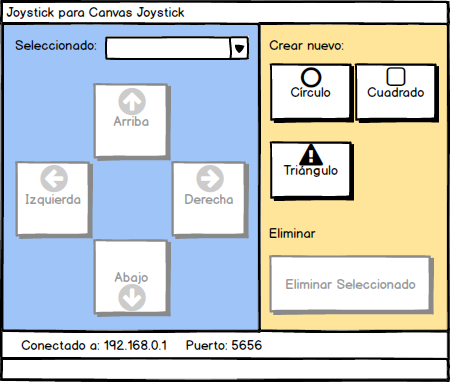 Joystick para Canvas Joystick
Seleccionado:
Arriba
Izquierda
Derecha
Abajo
Crear nuevo:
Círculo
Cuadrado
Triángulo
Eliminar
Eliminar Seleccionado
Conectado a: 192.168.0.1 Puerto: 5656